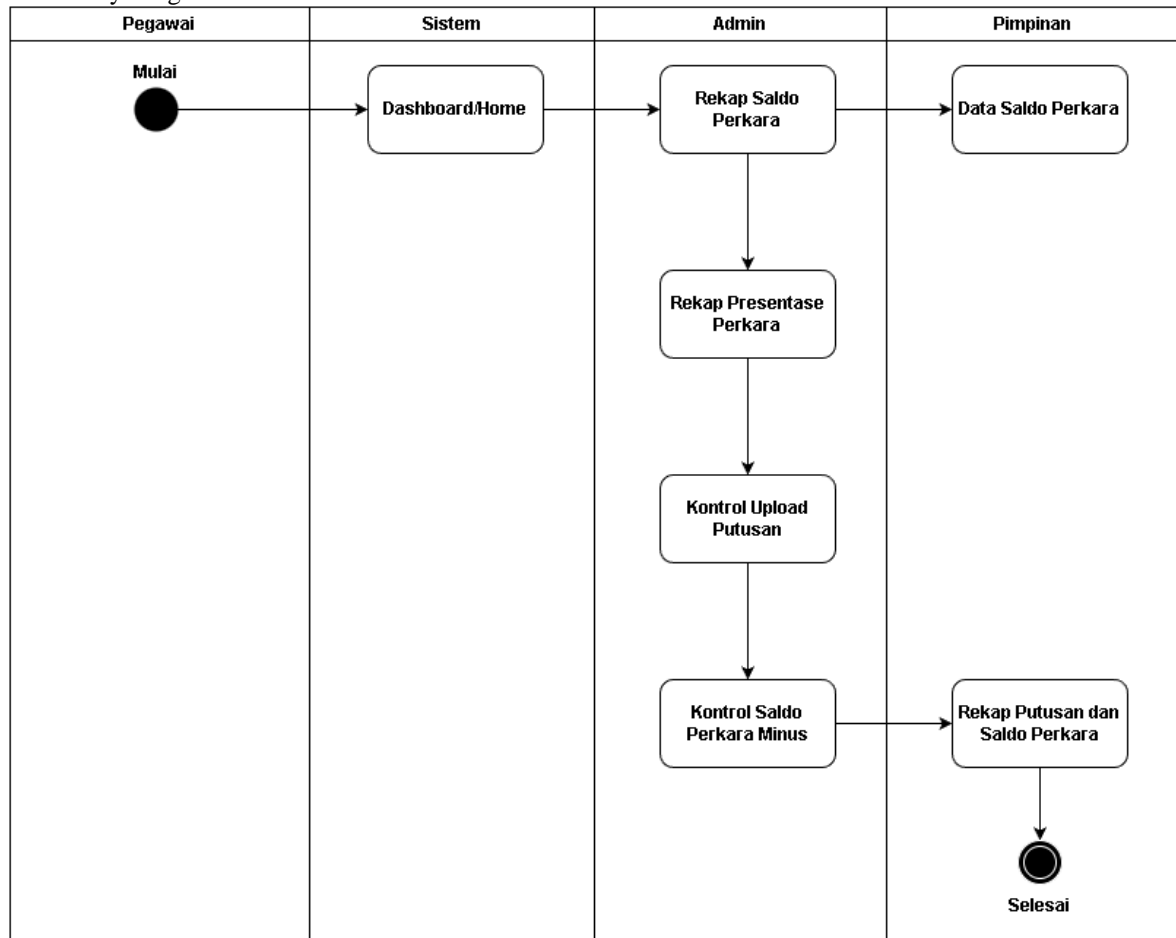 Pegawai
Sistem
Admin
Pimpinan
Mulai
Dashboard/Home
Rekap Saldo
Perkara
Data Saldo Perkara
Rekap Presentase
Perkara
Kontrol Upload
Putusan
Kontrol Saldo
Perkara Minus
Rekap Putusan dan
Saldo Perkara
Selesai